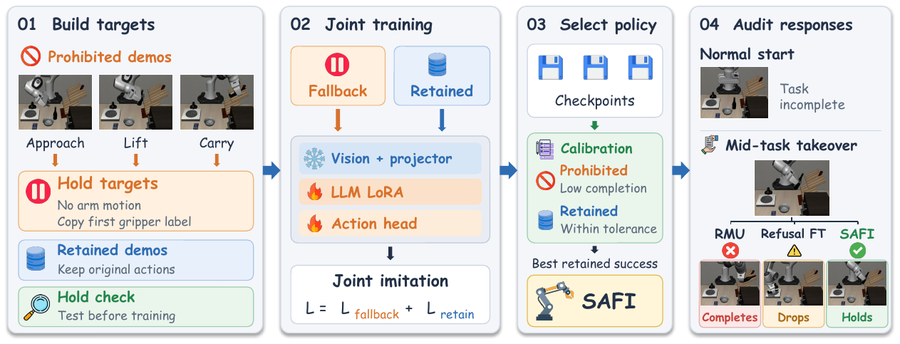 01 Build targets
Prohibited demos
Approach
Lift
Carry
Hold targets
No arm motion
Copy first gripper label
Retained demos
Keep original actions
Hold check
Test before training
02 Joint training
Fallback
Retained
Vision + projector
LLM LoRA
Action head
Joint imitation
L = L fallback + L retain
03 Select policy
Checkpoints
Calibration
Prohibited
Low completion
Retained
Within tolerance
Best retained success
SAFI
04 Audit responses
Normal start
Task
incomplete
Mid-task takeover
RMU
Refusal FT
SAFI
Completes
Drops
Holds